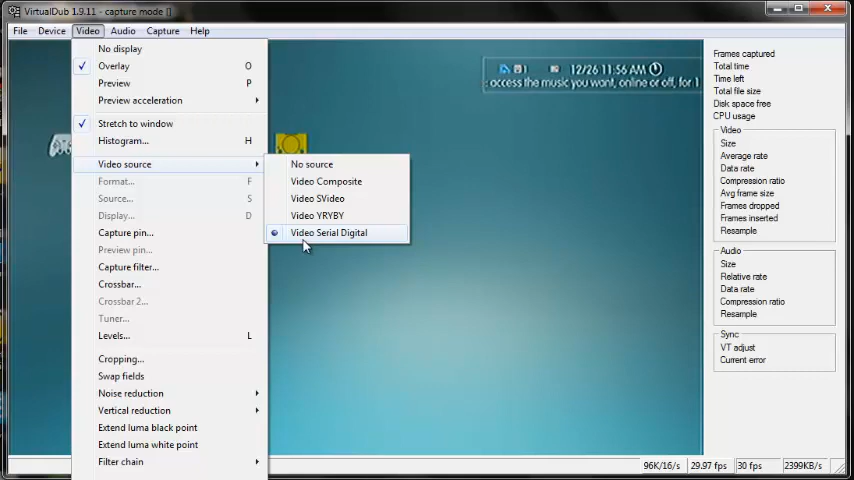 VirtualDub 1.9.11 - capture mode []
File Device Video Audio Capture Help
No display
Overlay O
Preview P
Preview acceleration
Stretch to window
Histogram... H
Video source
Format... F
Source... S
Display... D
Capture pin...
Preview pin...
Capture filter...
Crossbar...
Crossbar 2...
Tuner...
Levels... L
Cropping...
Swap fields
Noise reduction
Vertical reduction
Extend luma black point
Extend luma white point
Filter chain
No source
Video Composite
Video SVideo
Video YRYBY
Video Serial Digital
12/26 11:56 AM
: access the music you want, online or off, for 1
Frames captured
Total time
Time left
Total file size
Disk space free
CPU usage
Video
Size
Average rate
Data rate
Compression ratio
Avg frame size
Frames dropped
Frames inserted
Resample
Audio
Size
Relative rate
Data rate
Compression ratio
Resample
Sync
VT adjust
Current error
96K/16/s 29.97 fps 30 fps 2399KB/s